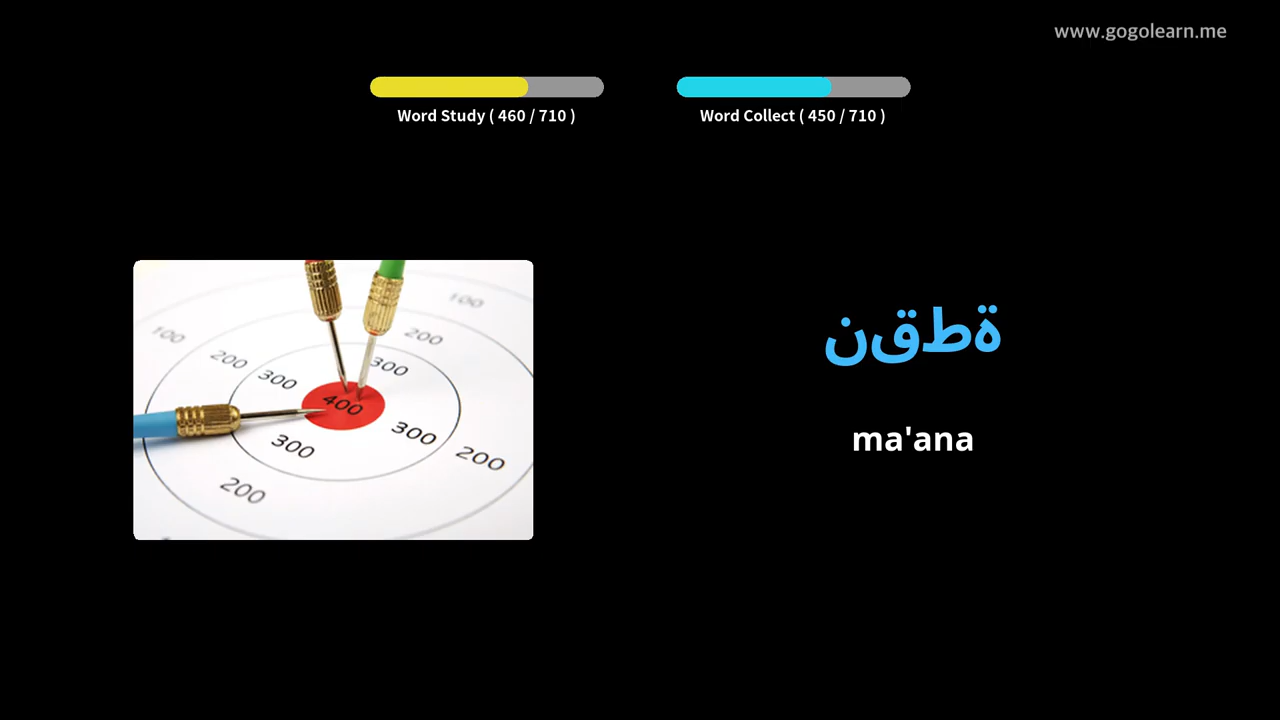 www.gogolearn.me
Word Study ( 460 / 710 )
Word Collect ( 450 / 710 )
100
100
200
200
300
300
400
300
300
200
200
ةطقن
ma'ana